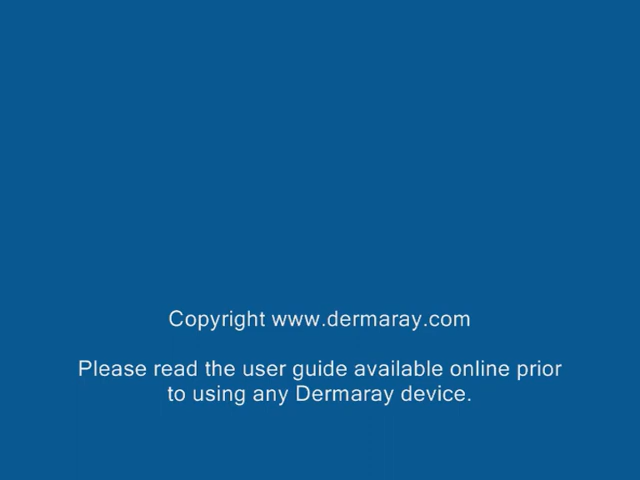 Copyright www.dermaray.com
Please read the user guide available online prior
to using any Dermaray device.